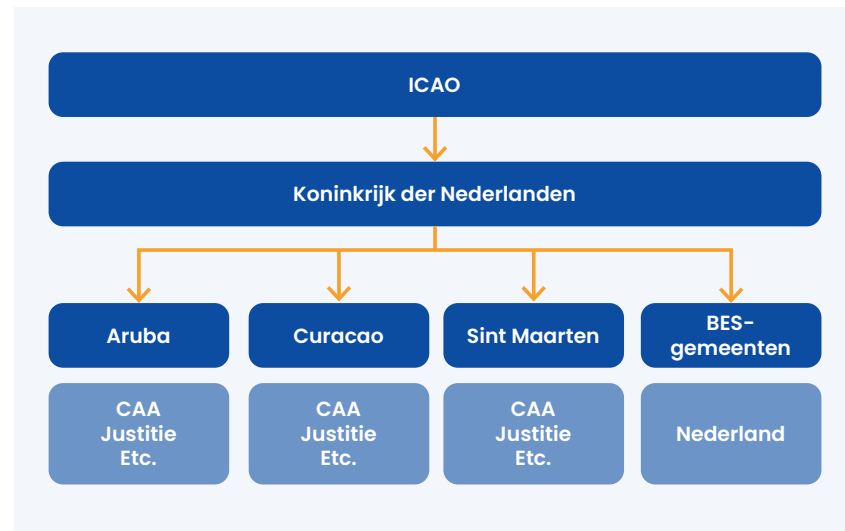 ICAO
Koninkrijk der Nederlanden
Aruba
Curacao
Sint Maarten
BES-
gemeenten
CAA
Justitie
Etc.
CAA
Justitie
Etc.
CAA
Justitie
Etc.
Nederland